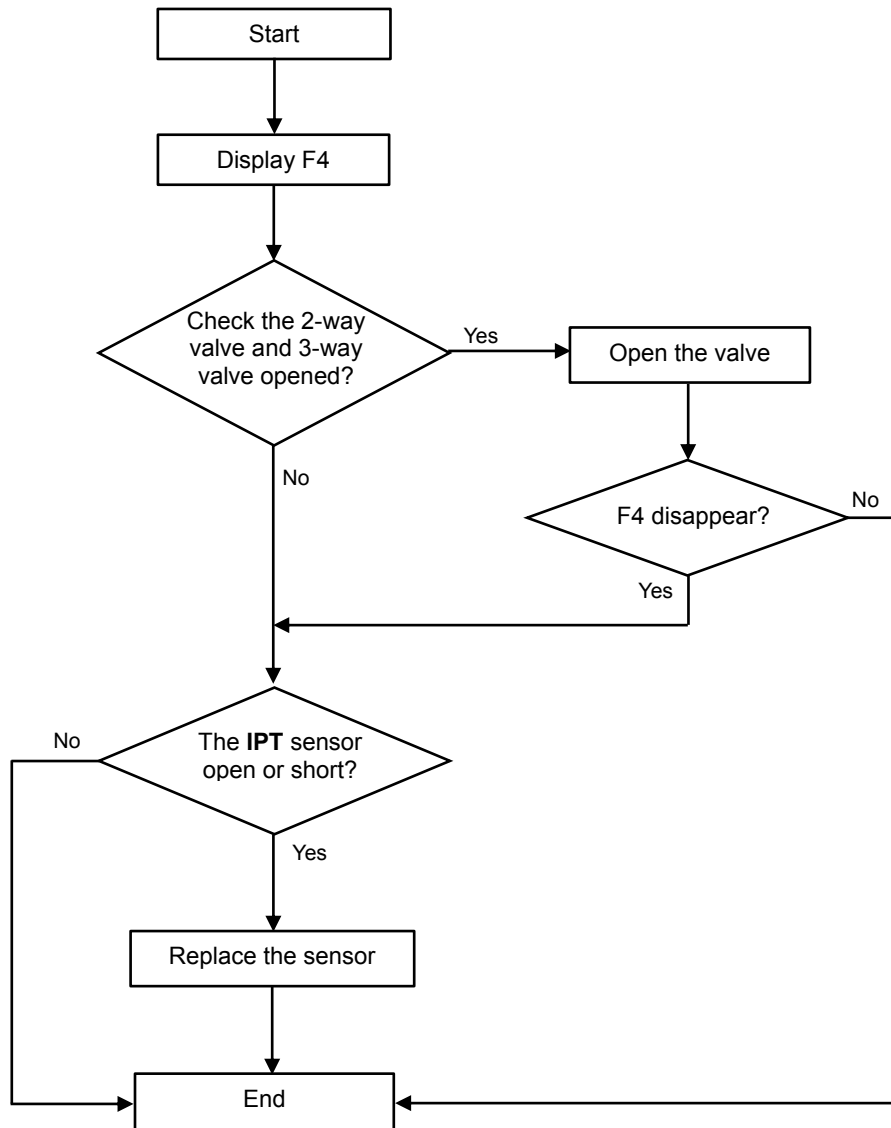 Start
Display F4
Check the 2-way
valve and 3-way
valve opened?
Yes
Open the valve
No
F4 disappear?
No
Yes
No
The IPT sensor
open or short?
Yes
Replace the sensor
End